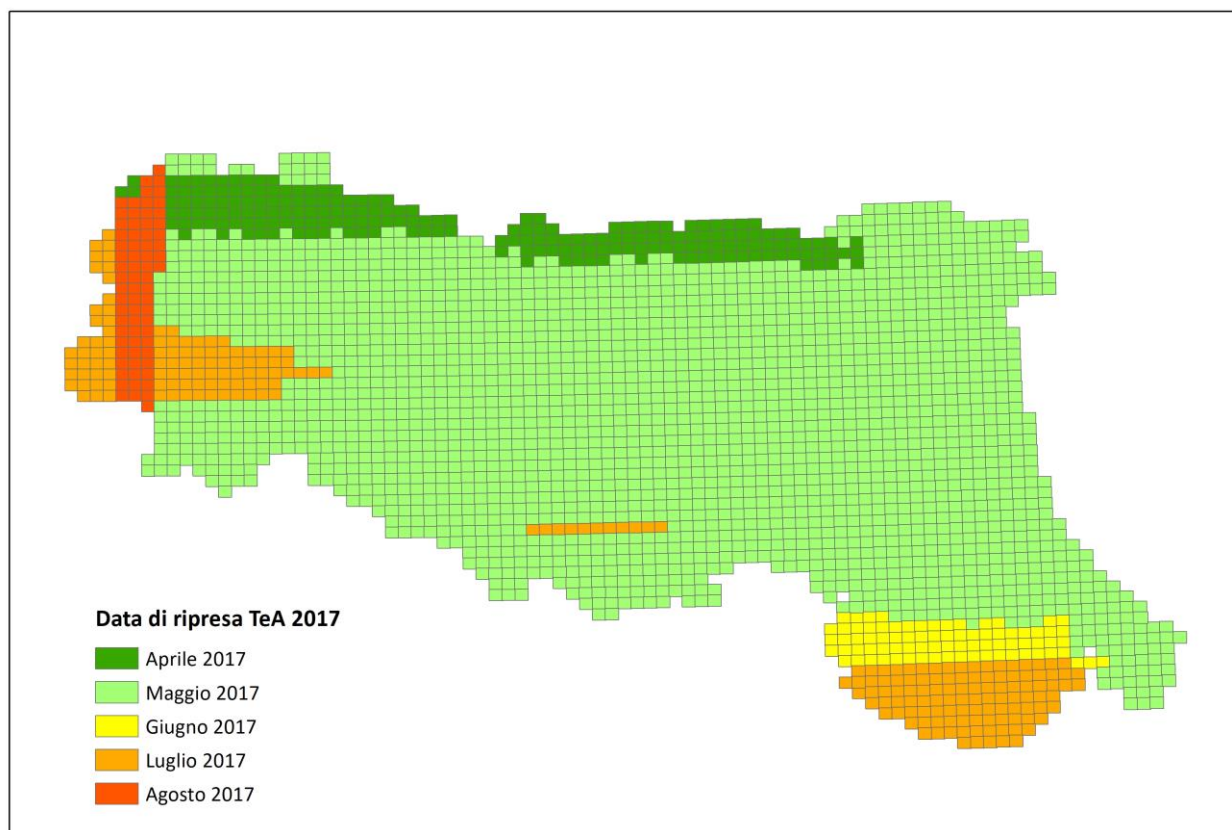 Data di ripresa TeA 2017
Aprile 2017
Maggio 2017
Giugno 2017
Luglio 2017
Agosto 2017